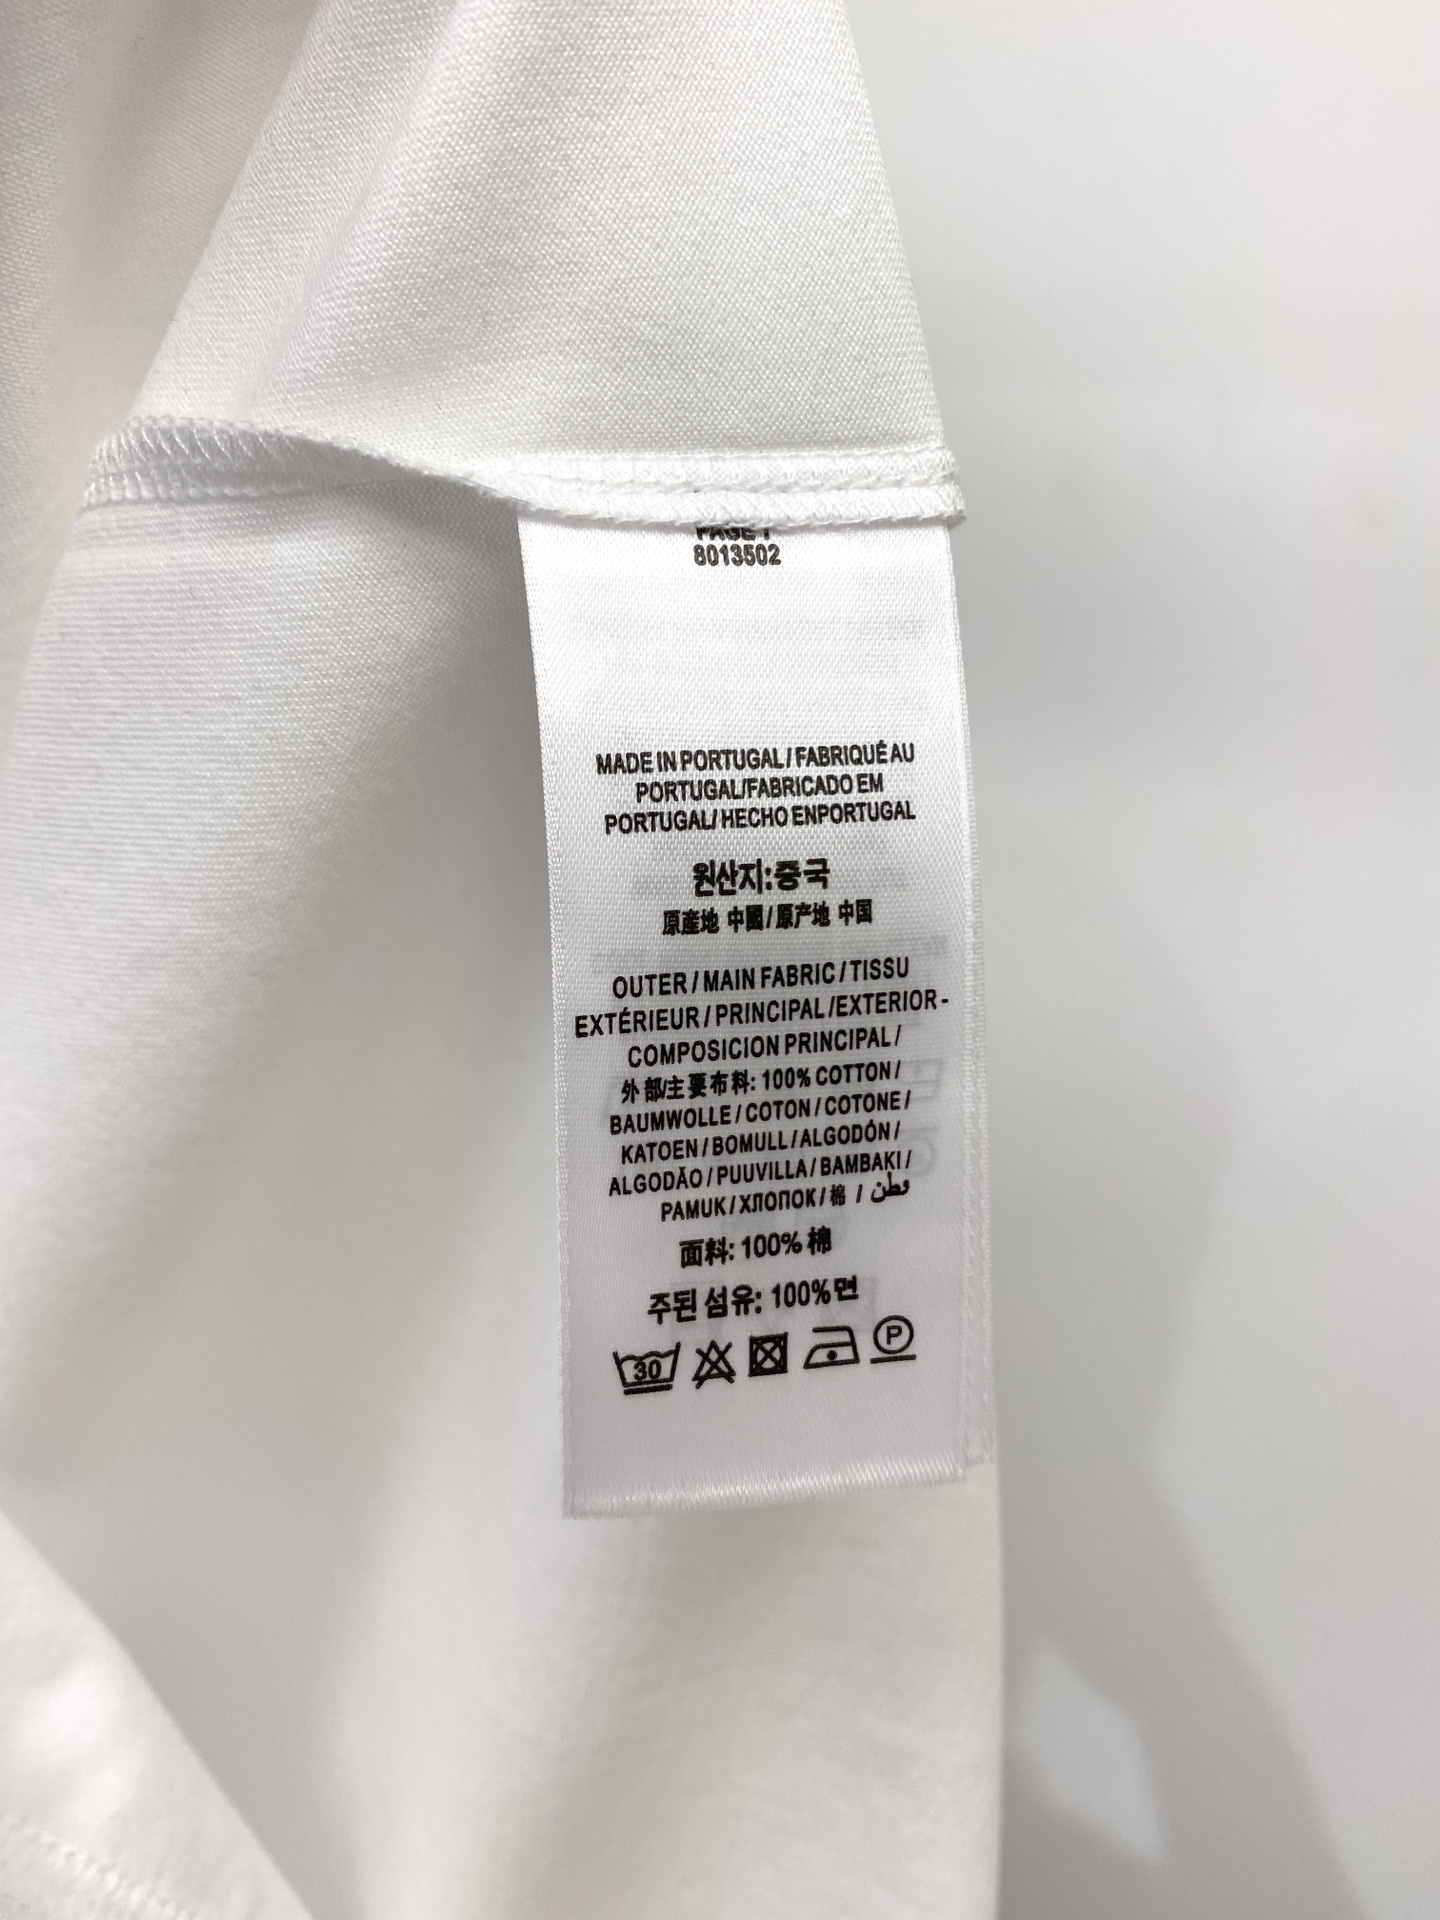 PAGE 1
8013502
MADE IN PORTUGAL / FABRIQUÉ AU
PORTUGAL/FABRICADO EM
PORTUGAL/ HECHO ENPORTUGAL
원산지:중국
原産地 中國/原产地 中国
OUTER / MAIN FABRIC / TISSU
EXTÉRIEUR / PRINCIPAL /EXTERIOR -
COMPOSICION PRINCIPAL /
外部/主要布料: 100% COTTON /
BAUMWOLLE / COTON / COTONE /
KATOEN / BOMULL / ALGODÓN /
ALGODÃO / PUUVILLA / BAMBAKI /
PAMUK / ХЛОПОК / 棉 / وطن
面料: 100% 棉
주된 섬유: 100%면
30
P